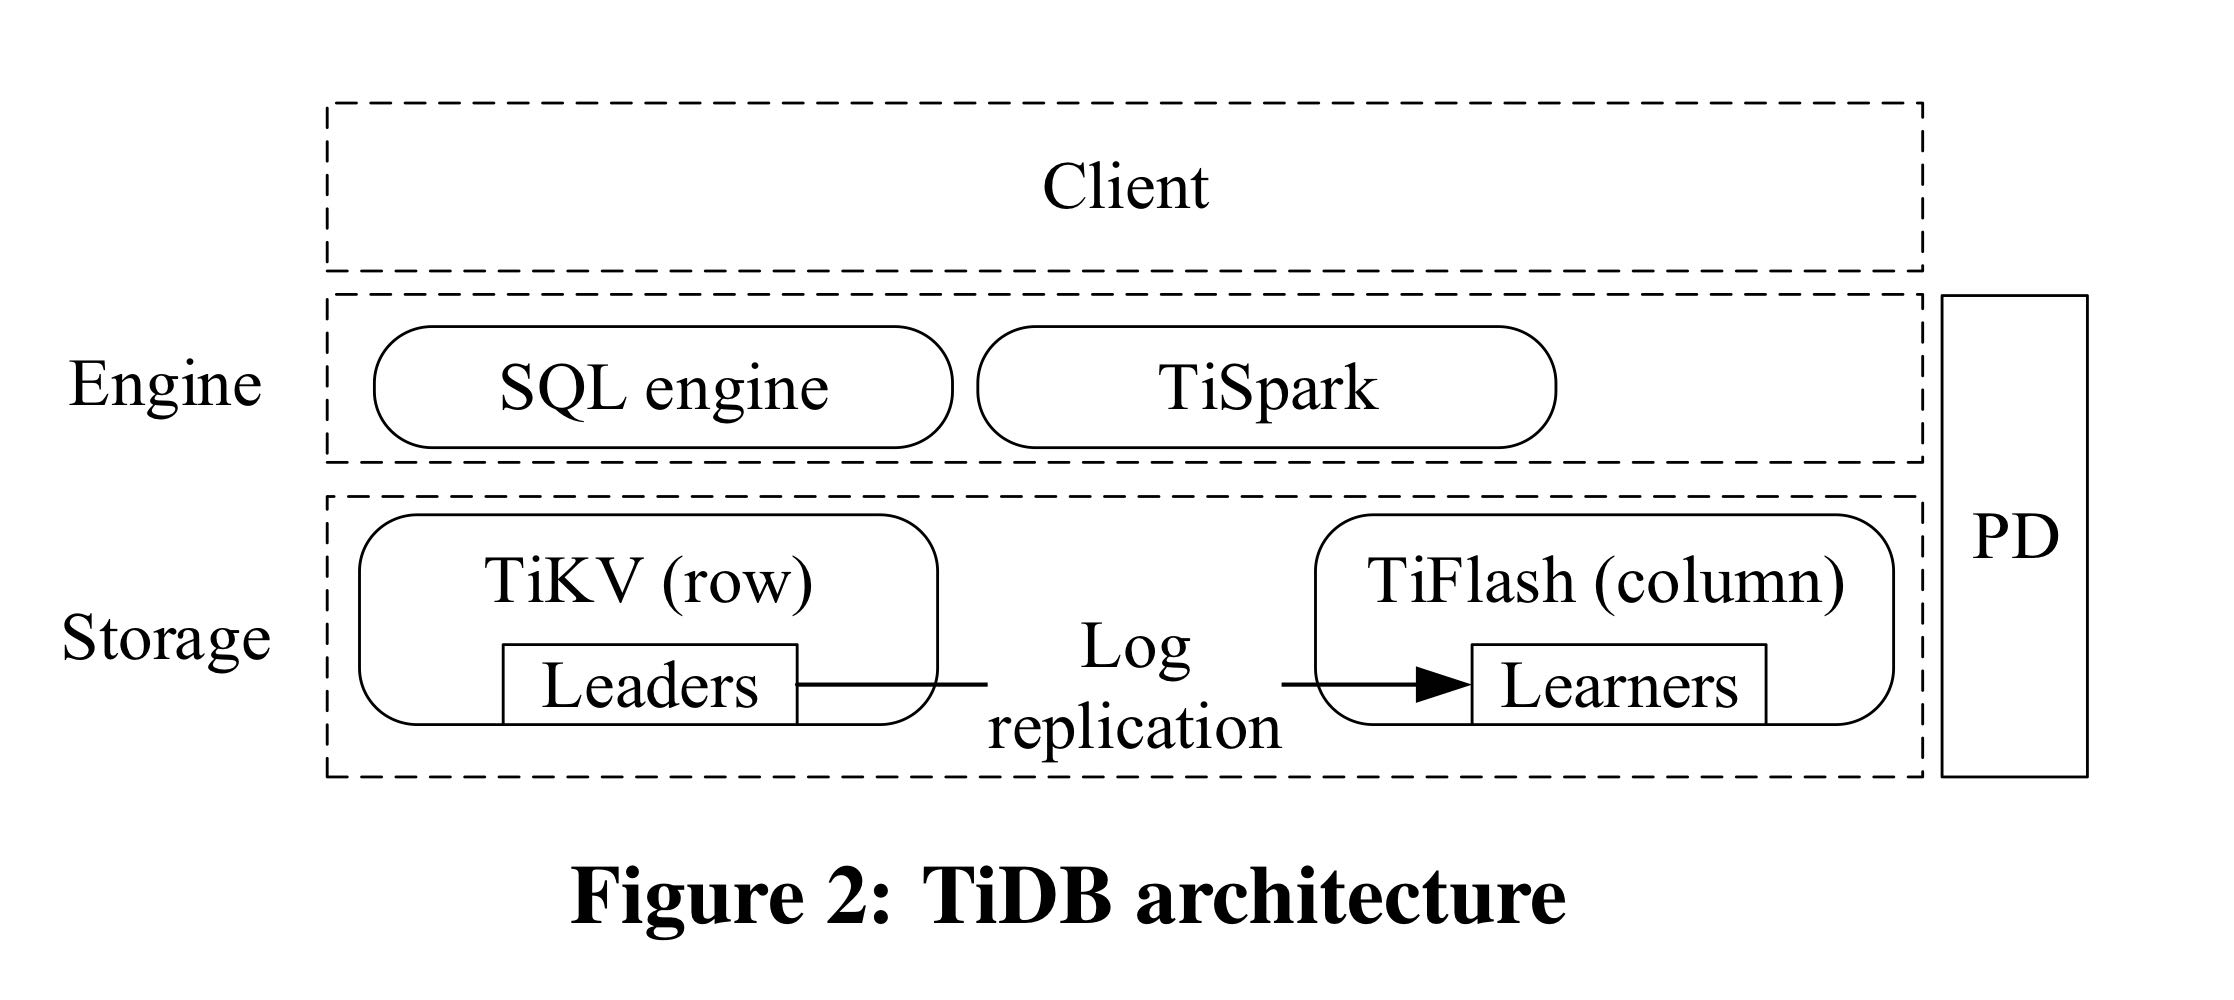 Client
Engine
SQL engine
TiSpark
PD
Storage
TiKV (row)
Leaders
Log
replication
TiFlash (column)
Learners
Figure 2: TiDB architecture